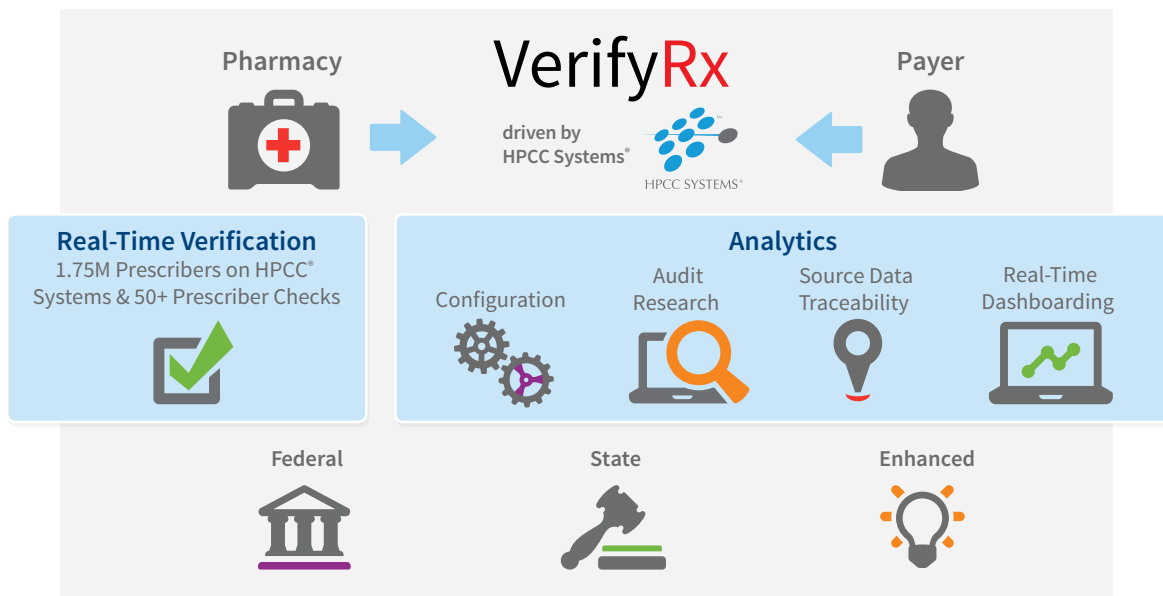 Pharmacy
VerifyRx
Payer
driven by
HPCC Systems®
™
HPCC SYSTEMS®
Real-Time Verification
1.75M Prescribers on HPCC®
Systems & 50+ Prescriber Checks
Analytics
Configuration
Audit
Research
Source Data
Traceability
Real-Time
Dashboarding
Federal
State
Enhanced